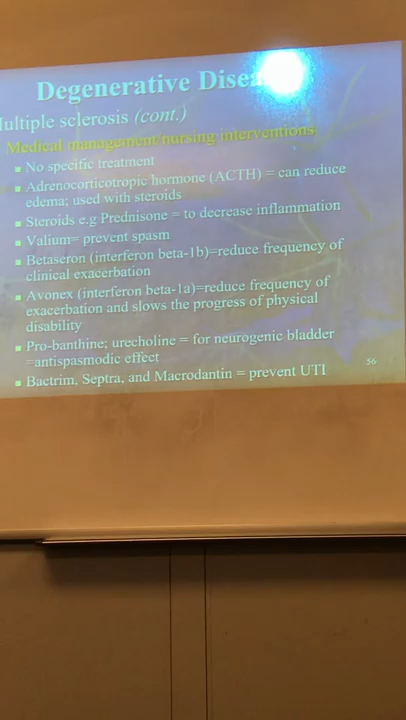 Degenerative Disea
ultiple sclerosis (cont.)
Medical management/nursing interventions
No specific treatment
Adrenocorticotropic hormone (ACTH) = can reduce
edema; used with steroids
Steroids e.g Prednisone = to decrease inflammation
Valium= prevent spasm
Betaseron (interferon beta-1b)=reduce frequency of
clinical exacerbation
Avonex (interferon beta-1a)=reduce frequency of
exacerbation and slows the progress of physical
disability
Pro-banthine; urecholine = for neurogenic bladder
=antispasmodic effect
Bactrim, Septra, and Macrodantin = prevent UTI
56